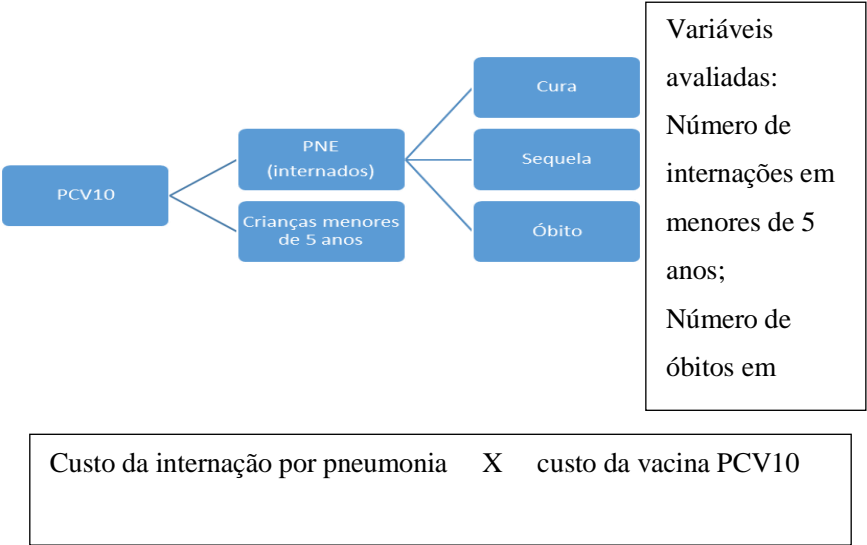 PCV10
PNE
(internados)
Crianças menores
de 5 anos
Cura
Sequela
Óbito
Variáveis
avaliadas:
Número de
internações em
menores de 5
anos;
Número de
óbitos em
Custo da internação por pneumonia X custo da vacina PCV10